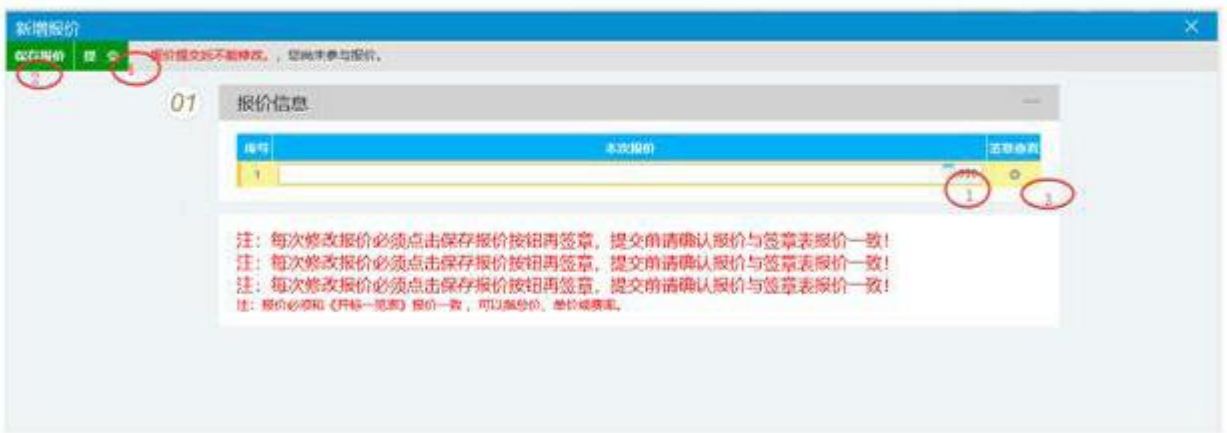 新增报价
保存报价 提 交 报价提交后不能修改。，您尚未参与报价。
2 4
01 报价信息
序号 本次报价 签章查看
1
1 3
注：每次修改报价必须点击保存报价按钮再签章，提交前请确认报价与签章表报价一致！
注：每次修改报价必须点击保存报价按钮再签章，提交前请确认报价与签章表报价一致！
注：每次修改报价必须点击保存报价按钮再签章，提交前请确认报价与签章表报价一致！
注：报价必须和《开标一览表》报价一致，可以是总价、单价或费率。